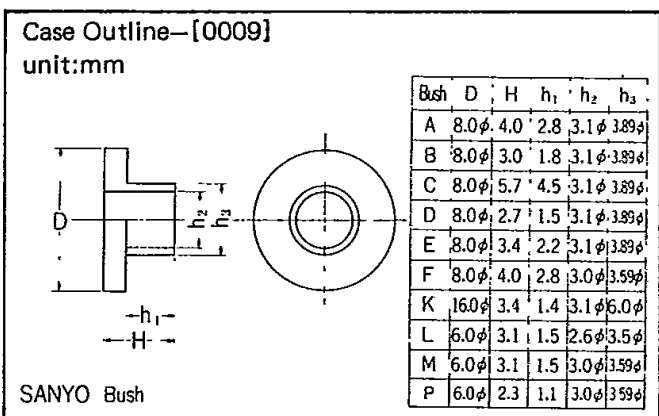 Case Outline–[0009]
unit:mm
Bush D H h₁ h₂ h₃
A 8.0φ 4.0 2.8 3.1φ 3.89φ
B 8.0φ 3.0 1.8 3.1φ 3.89φ
C 8.0φ 5.7 4.5 3.1φ 3.89φ
D 8.0φ 2.7 1.5 3.1φ 3.89φ
E 8.0φ 3.4 2.2 3.1φ 3.89φ
F 8.0φ 4.0 2.8 3.0φ 3.59φ
K 16.0φ 3.4 1.4 3.1φ 6.0φ
L 6.0φ 3.1 1.5 2.6φ 3.5φ
M 6.0φ 3.1 1.5 3.0φ 3.59φ
P 6.0φ 2.3 1.1 3.0φ 3.59φ
D
h₂
h₃
h₁
H
SANYO Bush